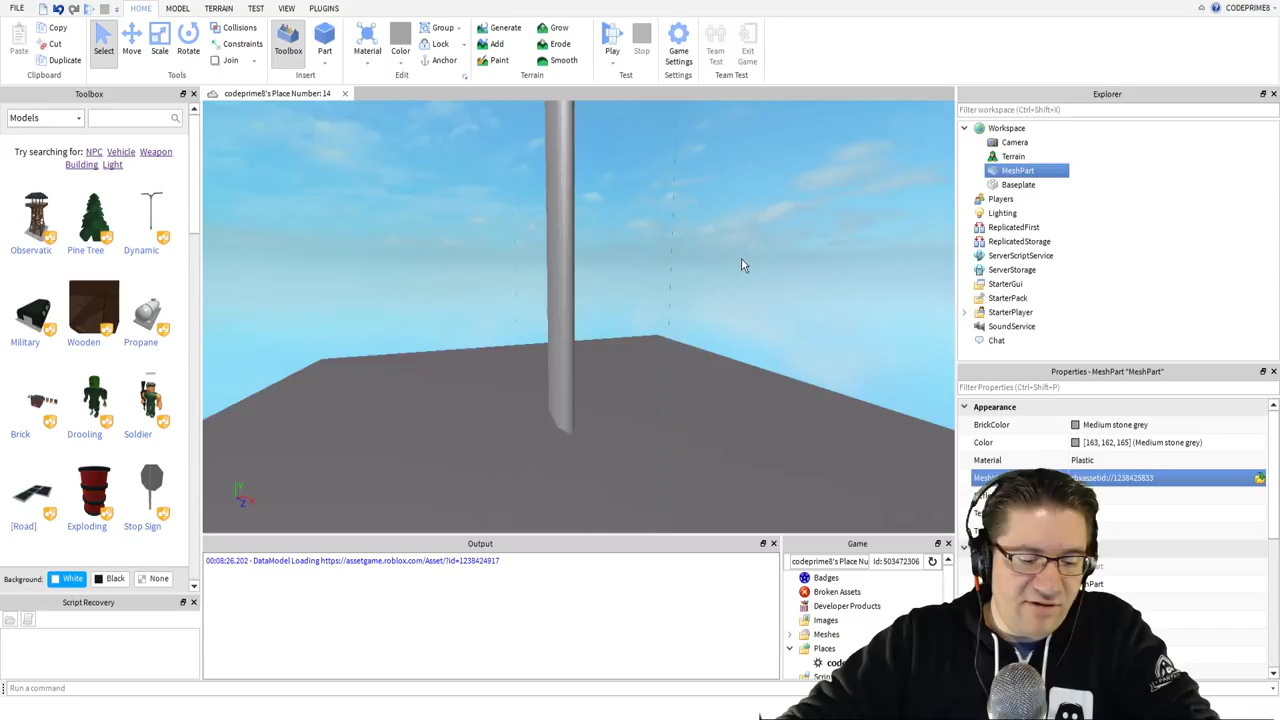 FILE
HOME
MODEL
TERRAIN
TEST
VIEW
PLUGINS
CODEPRIME8
Paste
Copy
Cut
Duplicate
Clipboard
Select
Move
Scale
Rotate
Collisions
Constraints
Join
Tools
Toolbox
Part
Insert
Material
Color
Group
Lock
Anchor
Edit
Generate
Add
Paint
Grow
Erode
Smooth
Terrain
Play
Stop
Test
Game
Settings
Settings
Team
Test
Exit
Game
Team Test
Toolbox
Models
Try searching for: NPC Vehicle Weapon
Building Light
Observatic
Pine Tree
Dynamic
Military
Wooden
Propane
Brick
Drooling
Soldier
[Road]
Exploding
Stop Sign
Background: White Black None
Script Recovery
codeprime8's Place Number: 14
Y
X
Z
Output
00:08:26.202 - DataModel Loading https://assetgame.roblox.com/Asset/?id=1238424917
Game
codeprime8's Place Nu
Id: 503472306
Badges
Broken Assets
Developer Products
Images
Meshes
Places
Explorer
Filter workspace (Ctrl+Shift+X)
Workspace
Camera
Terrain
MeshPart
Baseplate
Players
Lighting
ReplicatedFirst
ReplicatedStorage
ServerScriptService
ServerStorage
StarterGui
StarterPack
StarterPlayer
SoundService
Chat
Properties - MeshPart "MeshPart"
Filter Properties (Ctrl+Shift+P)
Appearance
BrickColor Medium stone grey
Color [163, 162, 165] (Medium stone grey)
Material Plastic
Run a command